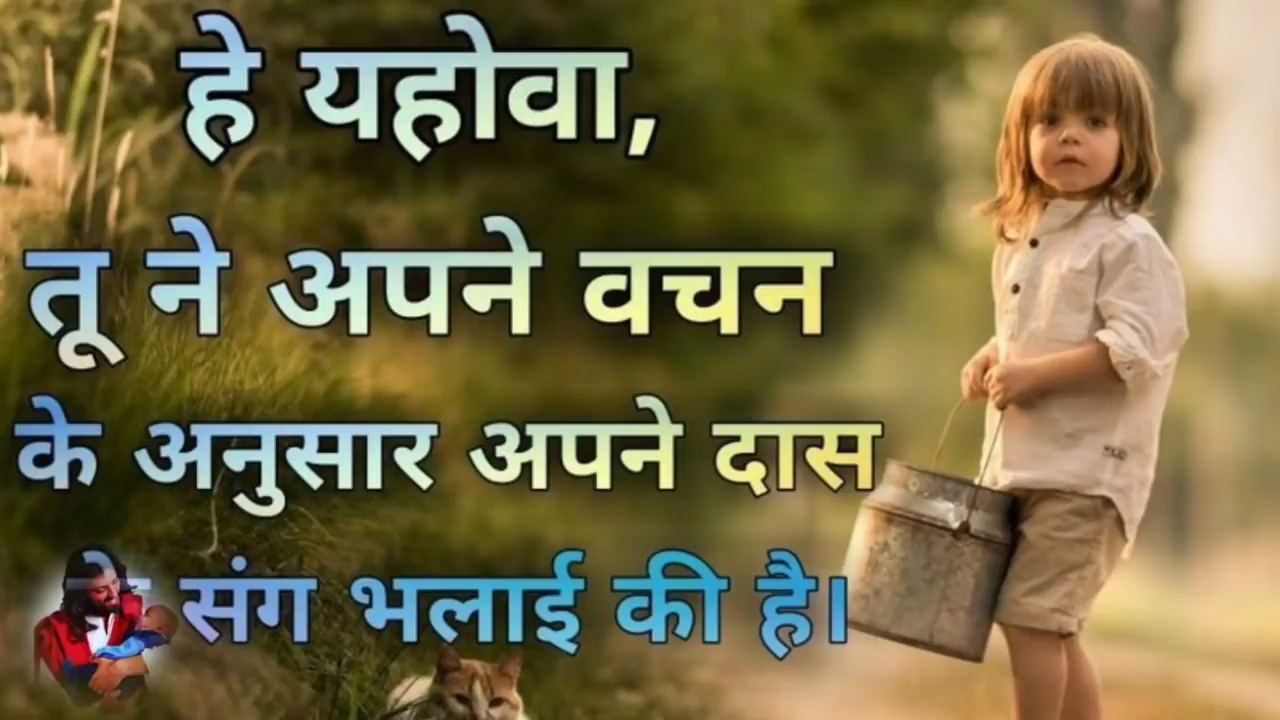 हे यहोवा,
तू ने अपने वचन
के अनुसार अपने दास
संग भलाई की है।